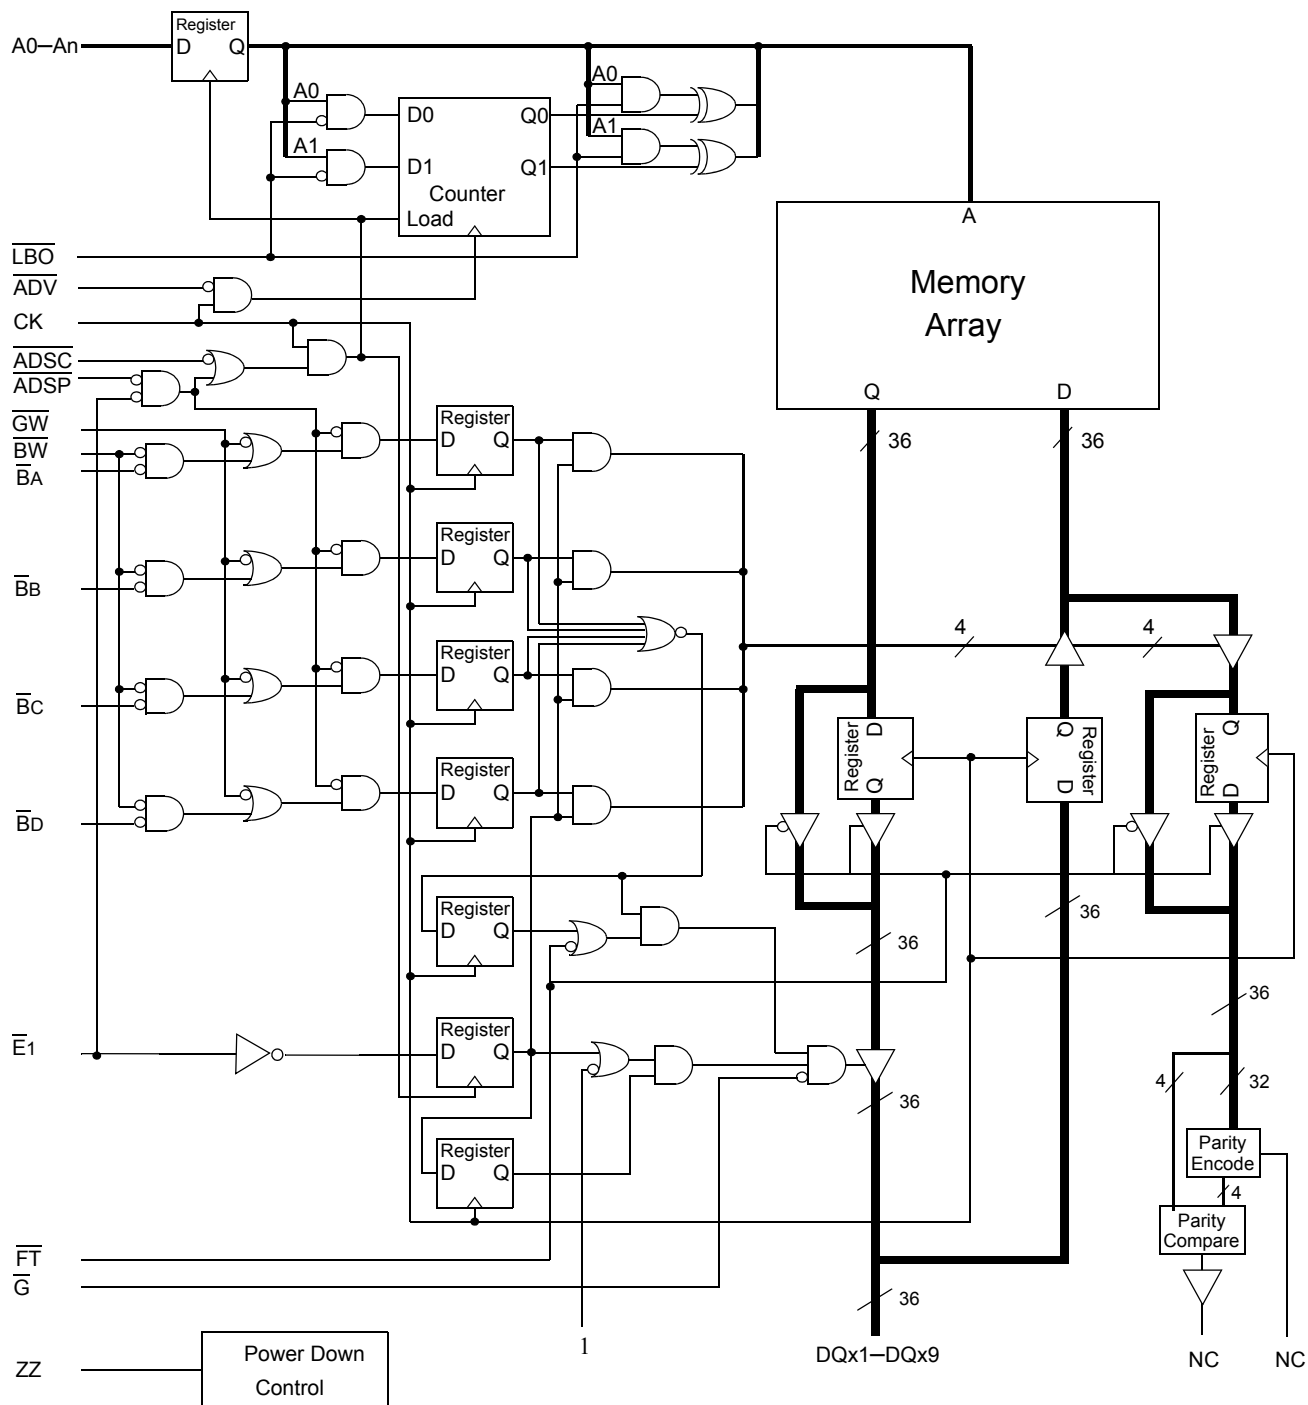 Register
A0–An
D Q
A0
A0
D0 Q0
A1
A1
D1 Q1
Counter
Load
A
LBO
ADV
Memory
Array
CK
ADSC
ADSP
Q D
GW
BW
BA
Register
D Q
36 36
Register
D Q
BB
4 4
Register
D Q
BC
Register
D
Q
Register
Q
D
Register
Q
D
Register
D Q
BD
Register
D Q
36
36
36
E1
Register
D Q
4 32
36
Register
D Q
Parity
Encode
4
Parity
Compare
FT
G
36
1
DQx1–DQx9
NC NC
ZZ
Power Down
Control